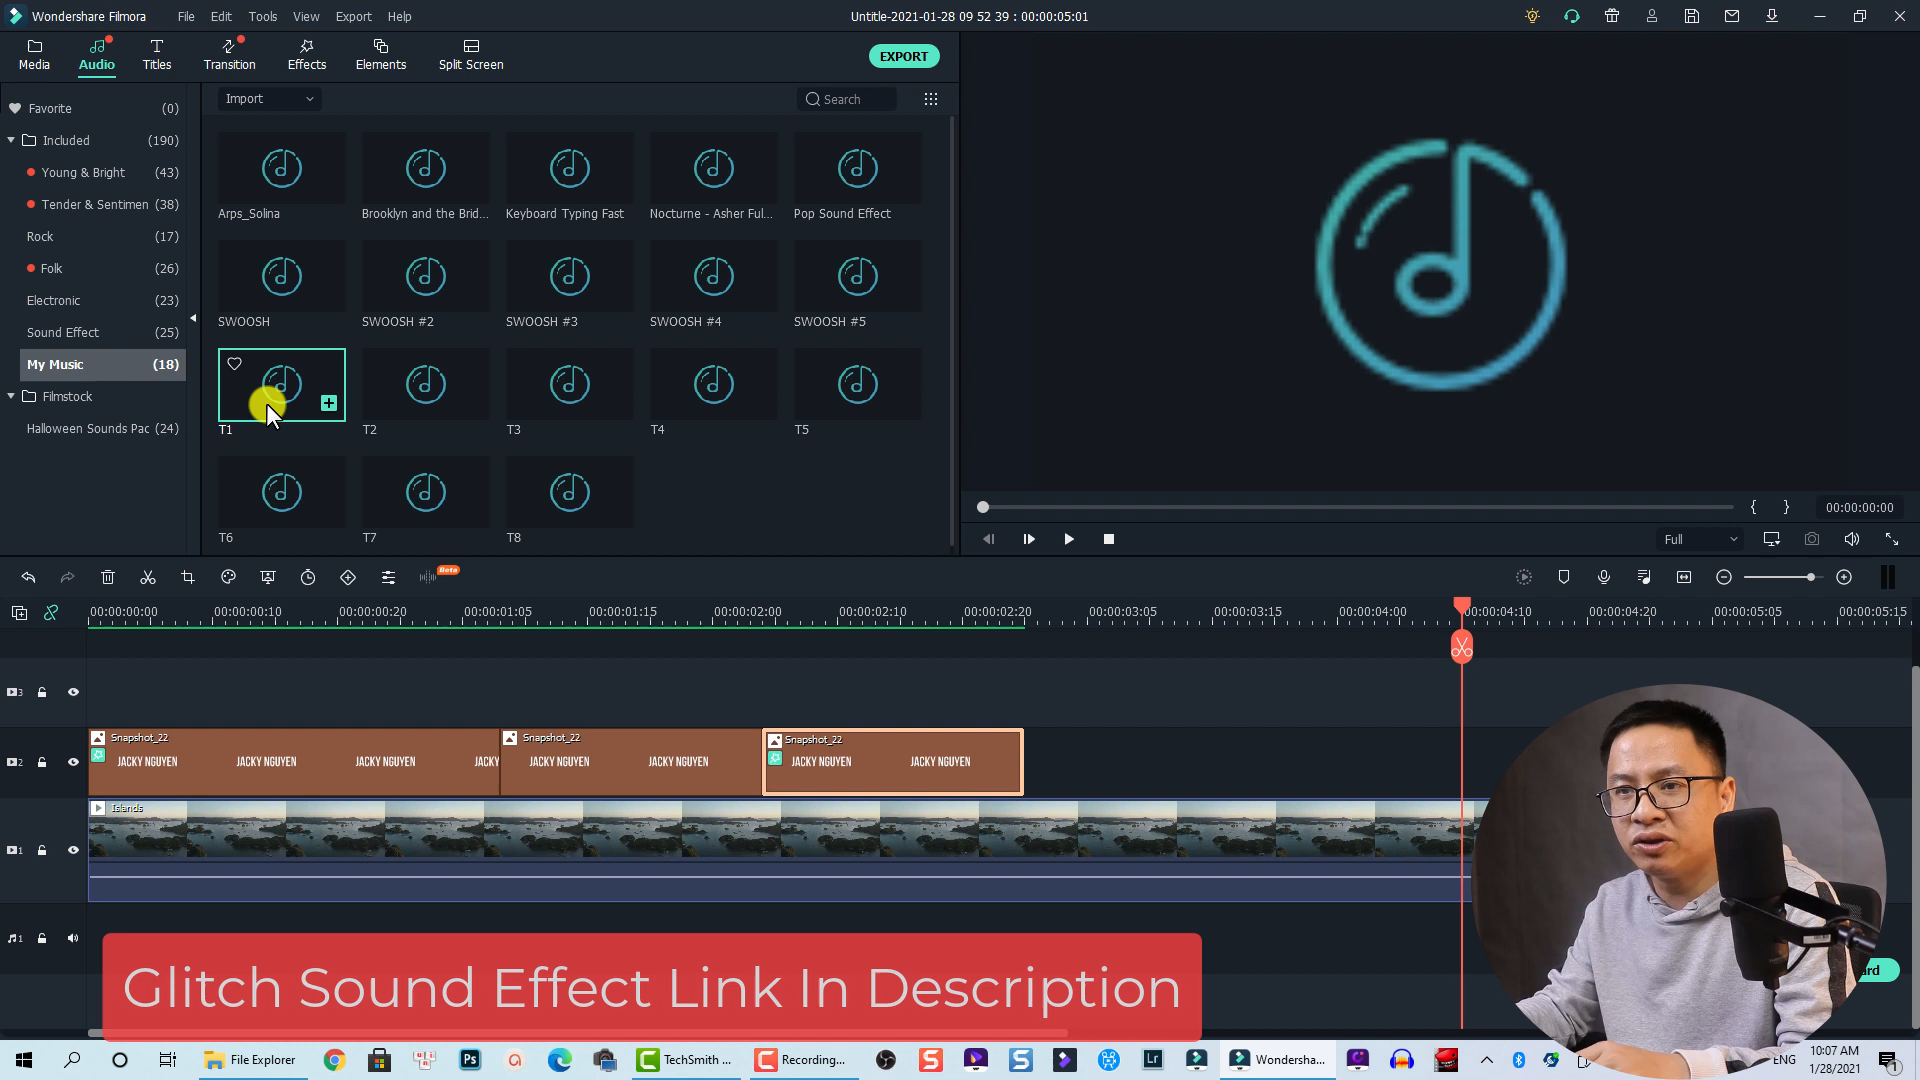 Wondershare Filmora File Edit Tools View Export Help Untitle-2021-01-28 09 52 39 : 00:00:05:01
Media Audio Titles Transition Effects Elements Split Screen EXPORT
Import Search
Favorite (0)
Included (190)
Young & Bright (43)
Tender & Sentimen (38)
Rock (17)
Folk (26)
Electronic (23)
Sound Effect (25)
My Music (18)
Filmstock
Halloween Sounds Pac (24)
Arps_Solina Brooklyn and the Brid... Keyboard Typing Fast Nocturne - Asher Ful... Pop Sound Effect
SWOOSH SWOOSH #2 SWOOSH #3 SWOOSH #4 SWOOSH #5
T1 T2 T3 T4 T5
T6 T7 T8
{ } 00:00:00:00
Full
Beta
00:00:00:00 00:00:00:10 00:00:00:20 00:00:01:05 00:00:01:15 00:00:02:00 00:00:02:10 00:00:02:20 00:00:03:05 00:00:03:15 00:00:04:00 00:00:04:10 00:00:04:20 00:00:05:05 00:00:05:15
3
2
Snapshot_22 Snapshot_22 Snapshot_22
JACKY NGUYEN JACKY NGUYEN JACKY NGUYEN JACKY JACKY NGUYEN JACKY NGUYEN JACKY NGUYEN JACKY NGUYEN
1
Islands
1
Glitch Sound Effect Link In Description
File Explorer Ps TechSmith ... Recording... S S Lr Wondersha... ENG 10:07 AM
1/28/2021
1